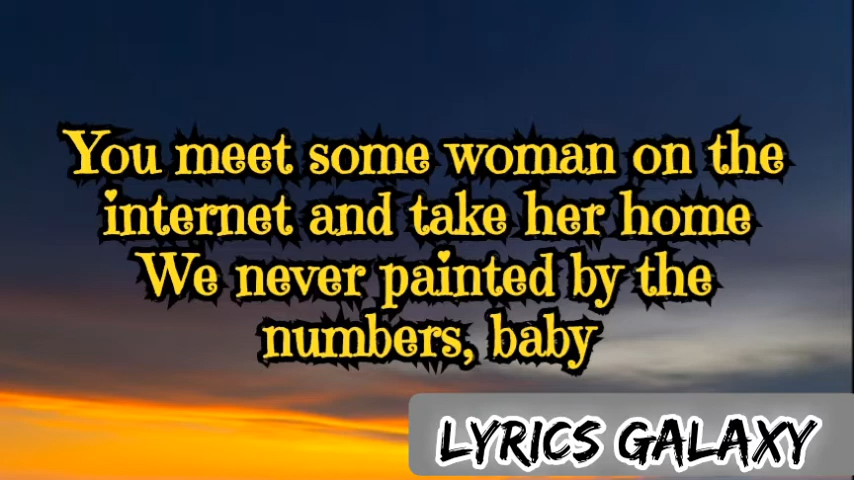 You meet some woman on the
internet and take her home
We never painted by the
numbers, baby
LYRICS GALAXY